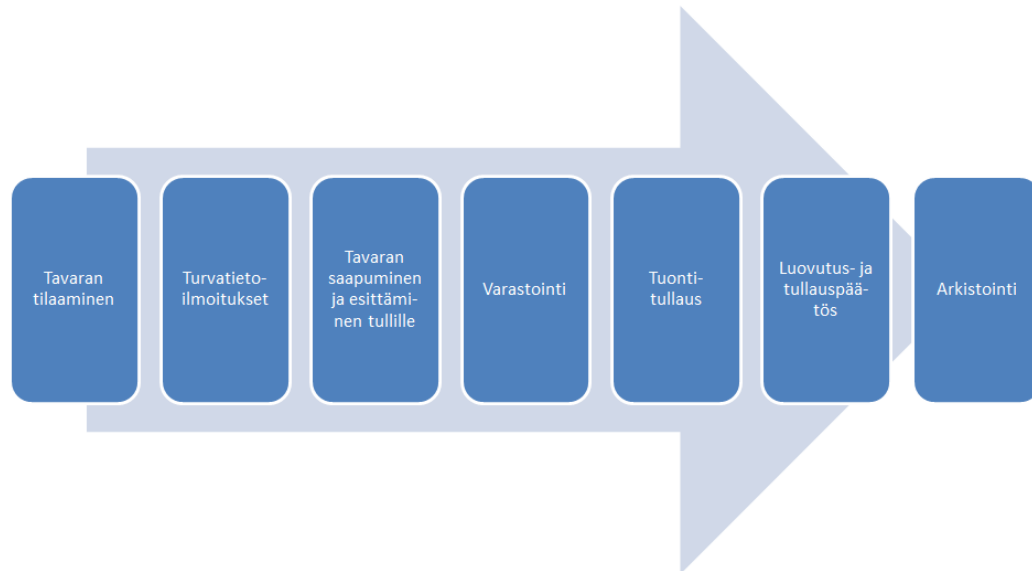 Tavaran
tilaaminen
Turvatieto-
ilmoitukset
Tavaran
saapuminen
ja esittämi-
nen tullille
Varastointi
Tuonti-
tullaus
Luovutus- ja
tullauspää-
tös
Arkistointi